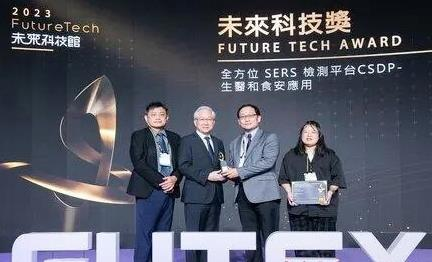 2023
FutureTech
未來科技館
未來科技獎
FUTURE TECH AWARD
全方位 SERS 檢測平台CSDP-
生醫和食安應用
FUTEX